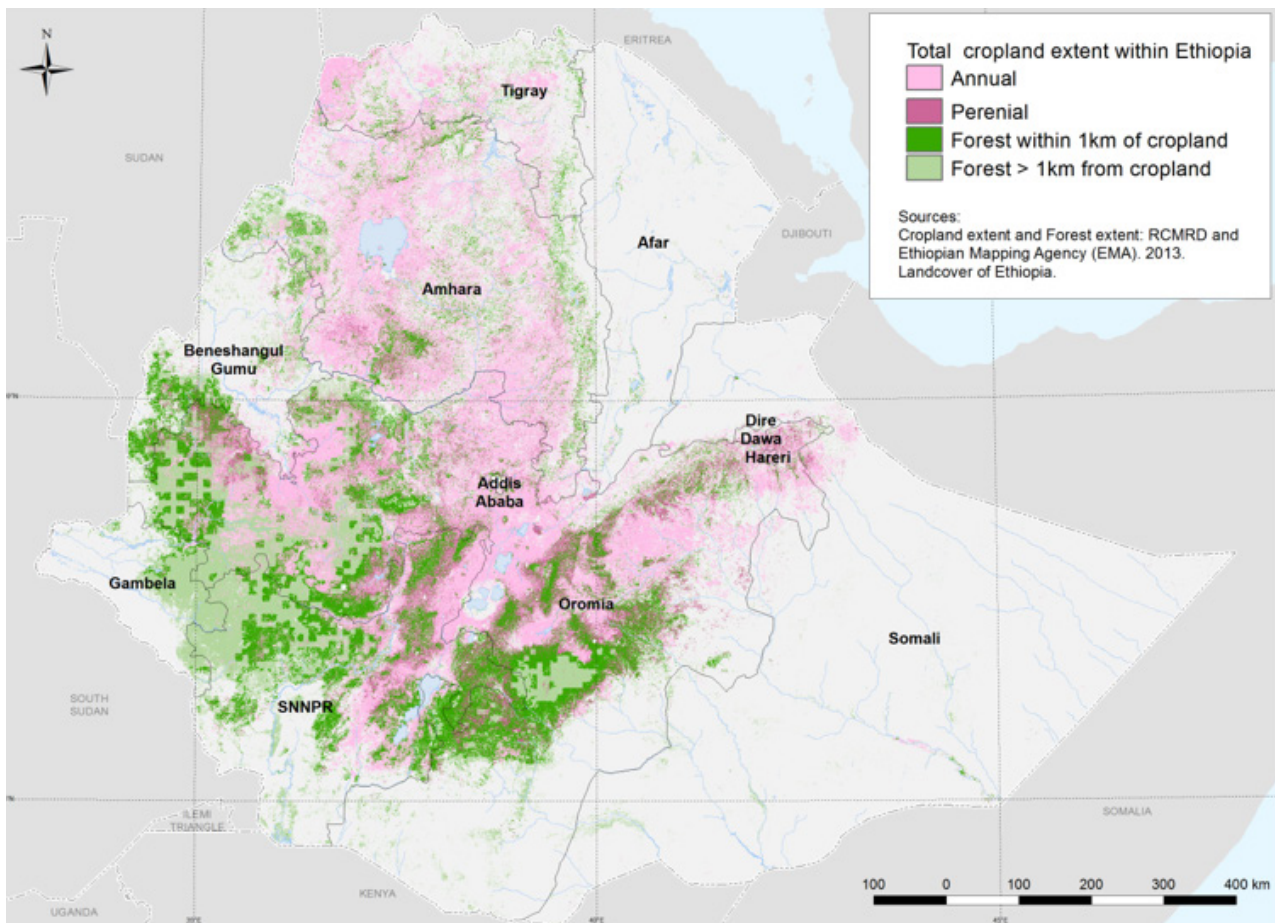 N
ERITREA
Tigray
SUDAN
Afar
DJIBOUTI
Amhara
Beneshangul
Gumu
Dire
Dawa
Hareri
Addis
Ababa
Gambela
Oromia
Somali
SOUTH
SUDAN
SNNPR
ILEMI
TRIANGLE
SOMALIA
KENYA
UGANDA
Total cropland extent within Ethiopia
Annual
Perenial
Forest within 1km of cropland
Forest > 1km from cropland
Sources:
Cropland extent and Forest extent: RCMRD and
Ethiopian Mapping Agency (EMA). 2013.
Landcover of Ethiopia.
100 0 100 200 300 400 km